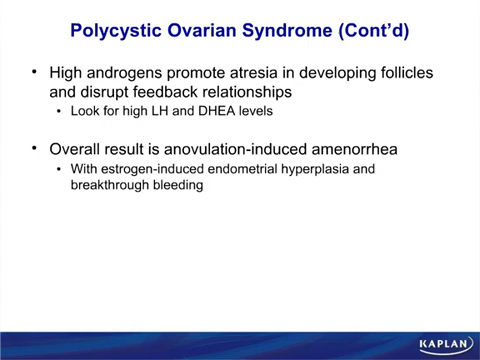 Polycystic Ovarian Syndrome (Cont’d)
• High androgens promote atresia in developing follicles
and disrupt feedback relationships
• Look for high LH and DHEA levels
• Overall result is anovulation-induced amenorrhea
• With estrogen-induced endometrial hyperplasia and
breakthrough bleeding
KAPLAN